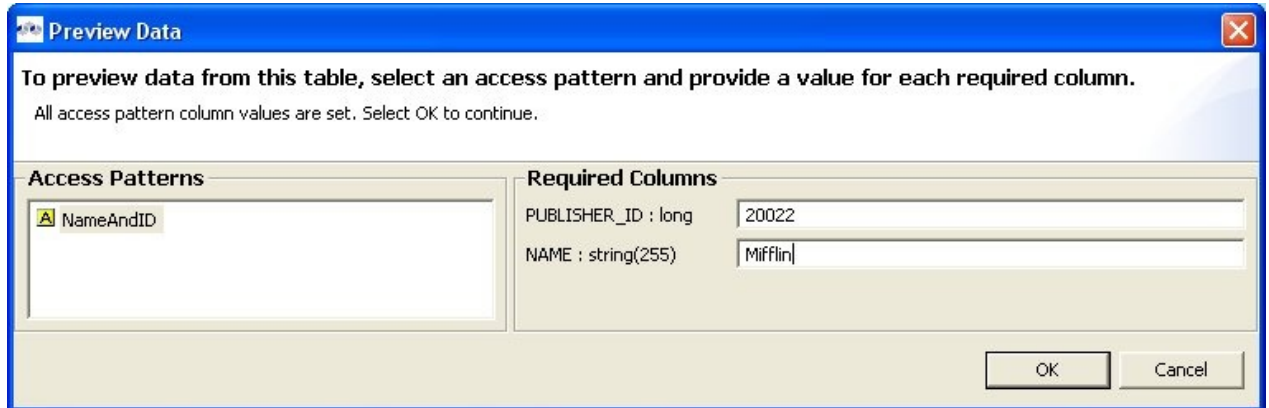 Preview Data
To preview data from this table, select an access pattern and provide a value for each required column.
All access pattern column values are set. Select OK to continue.
Access Patterns
A NameAndID
Required Columns
PUBLISHER_ID : long 20022
NAME : string(255) Mifflin
OK Cancel